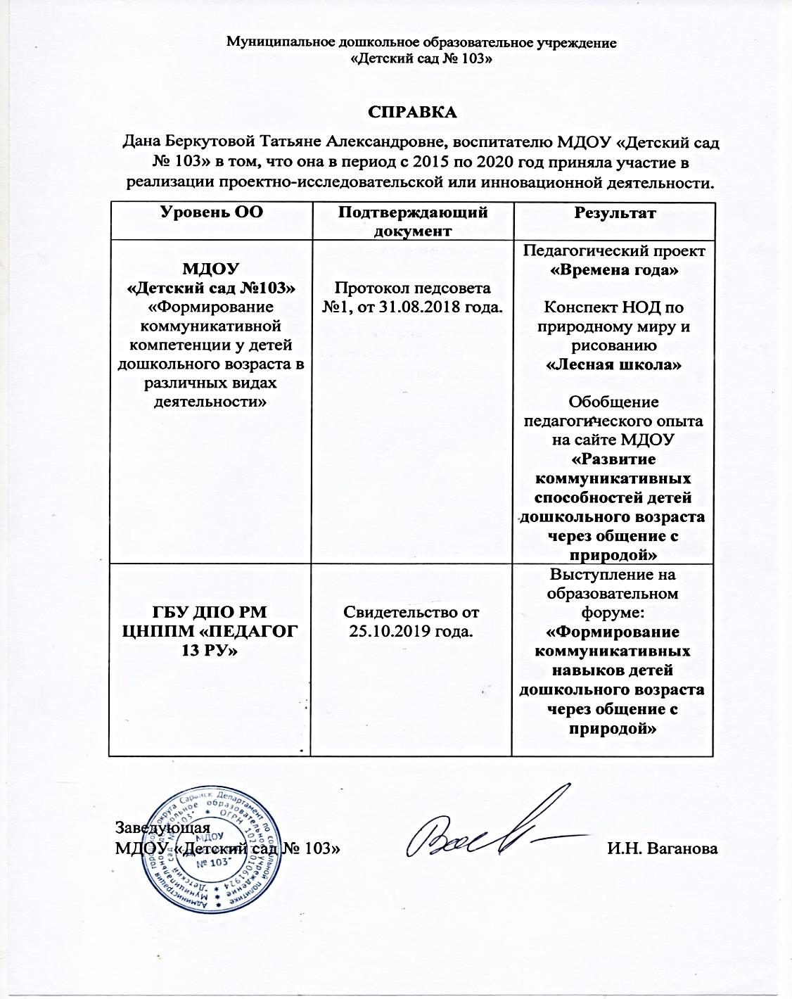 Муниципальное дошкольное образовательное учреждение
«Детский сад № 103»
СПРАВКА
Дана Беркутовой Татьяне Александровне, воспитателю МДОУ «Детский сад
№ 103» в том, что она в период с 2015 по 2020 год приняла участие в
реализации проектно-исследовательской или инновационной деятельности.
Уровень ОО
Подтверждающий
документ
Результат
МДОУ
«Детский сад №103»
«Формирование
коммуникативной
компетенции у детей
дошкольного возраста в
различных видах
деятельности»
Протокол педсовета
№1, от 31.08.2018 года.
Педагогический проект
«Времена года»
Конспект НОД по
природному миру и
рисованию
«Лесная школа»
Обобщение
педагогического опыта
на сайте МДОУ
«Развитие
коммуникативных
способностей детей
дошкольного возраста
через общение с
природой»
ГБУ ДПО РМ
ЦНППМ «ПЕДАГОГ
13 РУ»
Свидетельство от
25.10.2019 года.
Выступление на
образовательном
форуме:
«Формирование
коммуникативных
навыков детей
дошкольного возраста
через общение с
природой»
Заведующая
МДОУ «Детский сад № 103»
И.Н. Ваганова
Администрация городского округа Саранск Департамент по социальной политике
Муниципальное дошкольное образовательное учреждение
"Детский сад № 103" * ОГРН
МДОУ
№ 103"